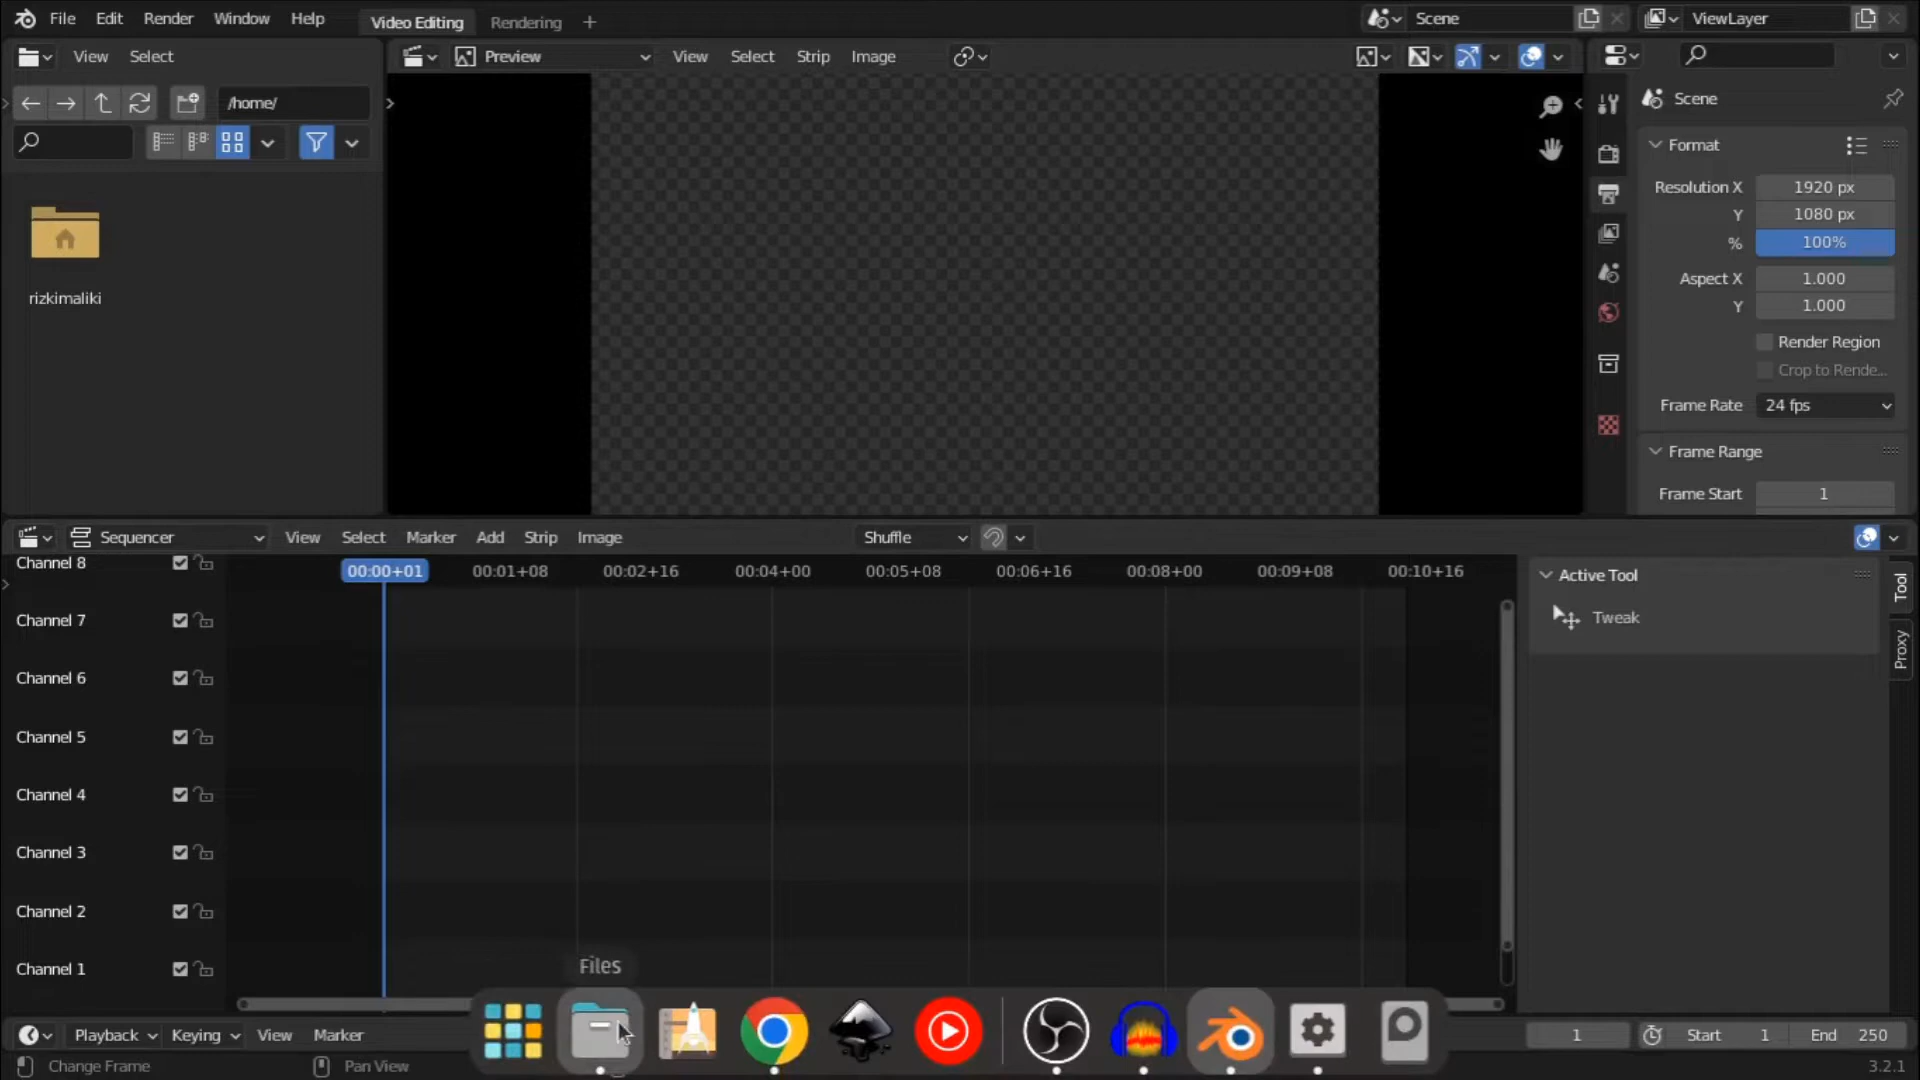 File Edit Render Window Help Video Editing Rendering + Scene ViewLayer
View Select Preview View Select Strip Image
/home/ Scene
Format
Resolution X 1920 px
Y 1080 px
% 100%
Aspect X 1.000
Y 1.000
rizkimaliki
Render Region
Crop to Rende...
Frame Rate 24 fps
Frame Range
Frame Start 1
Sequencer View Select Marker Add Strip Image Shuffle
Channel 8 00:00+01 00:01+08 00:02+16 00:04+00 00:05+08 00:06+16 00:08+00 00:09+08 00:10+16 Active Tool
Tool
Tweak
Channel 7
Proxy
Channel 6
Channel 5
Channel 4
Channel 3
Channel 2
Channel 1
Files
Playback Keying View Marker 1 Start 1 End 250
Change Frame Pan View 3.2.1